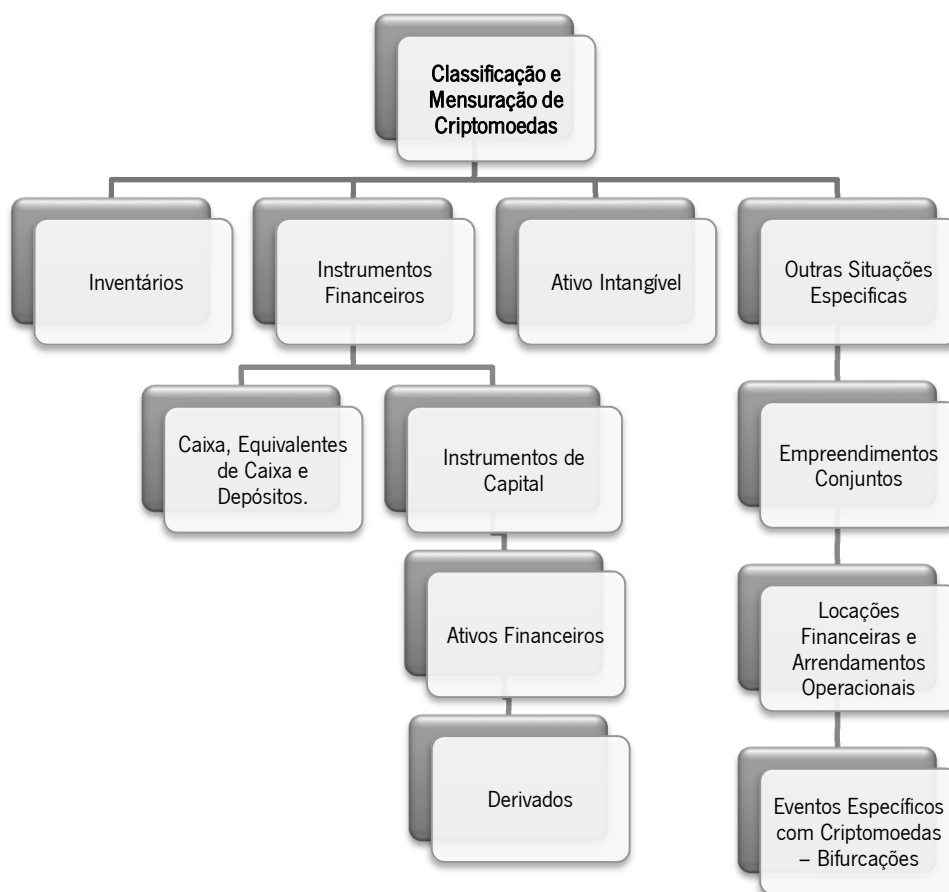 Classificação e
Mensuração de
Criptomoedas
Inventários
Instrumentos
Financeiros
Ativo Intangível
Outras Situações
Especificas
Caixa, Equivalentes
de Caixa e
Depósitos.
Instrumentos de
Capital
Empreendimentos
Conjuntos
Ativos Financeiros
Locações
Financeiras e
Arrendamentos
Operacionais
Derivados
Eventos Específicos
com Criptomoedas
– Bifurcações